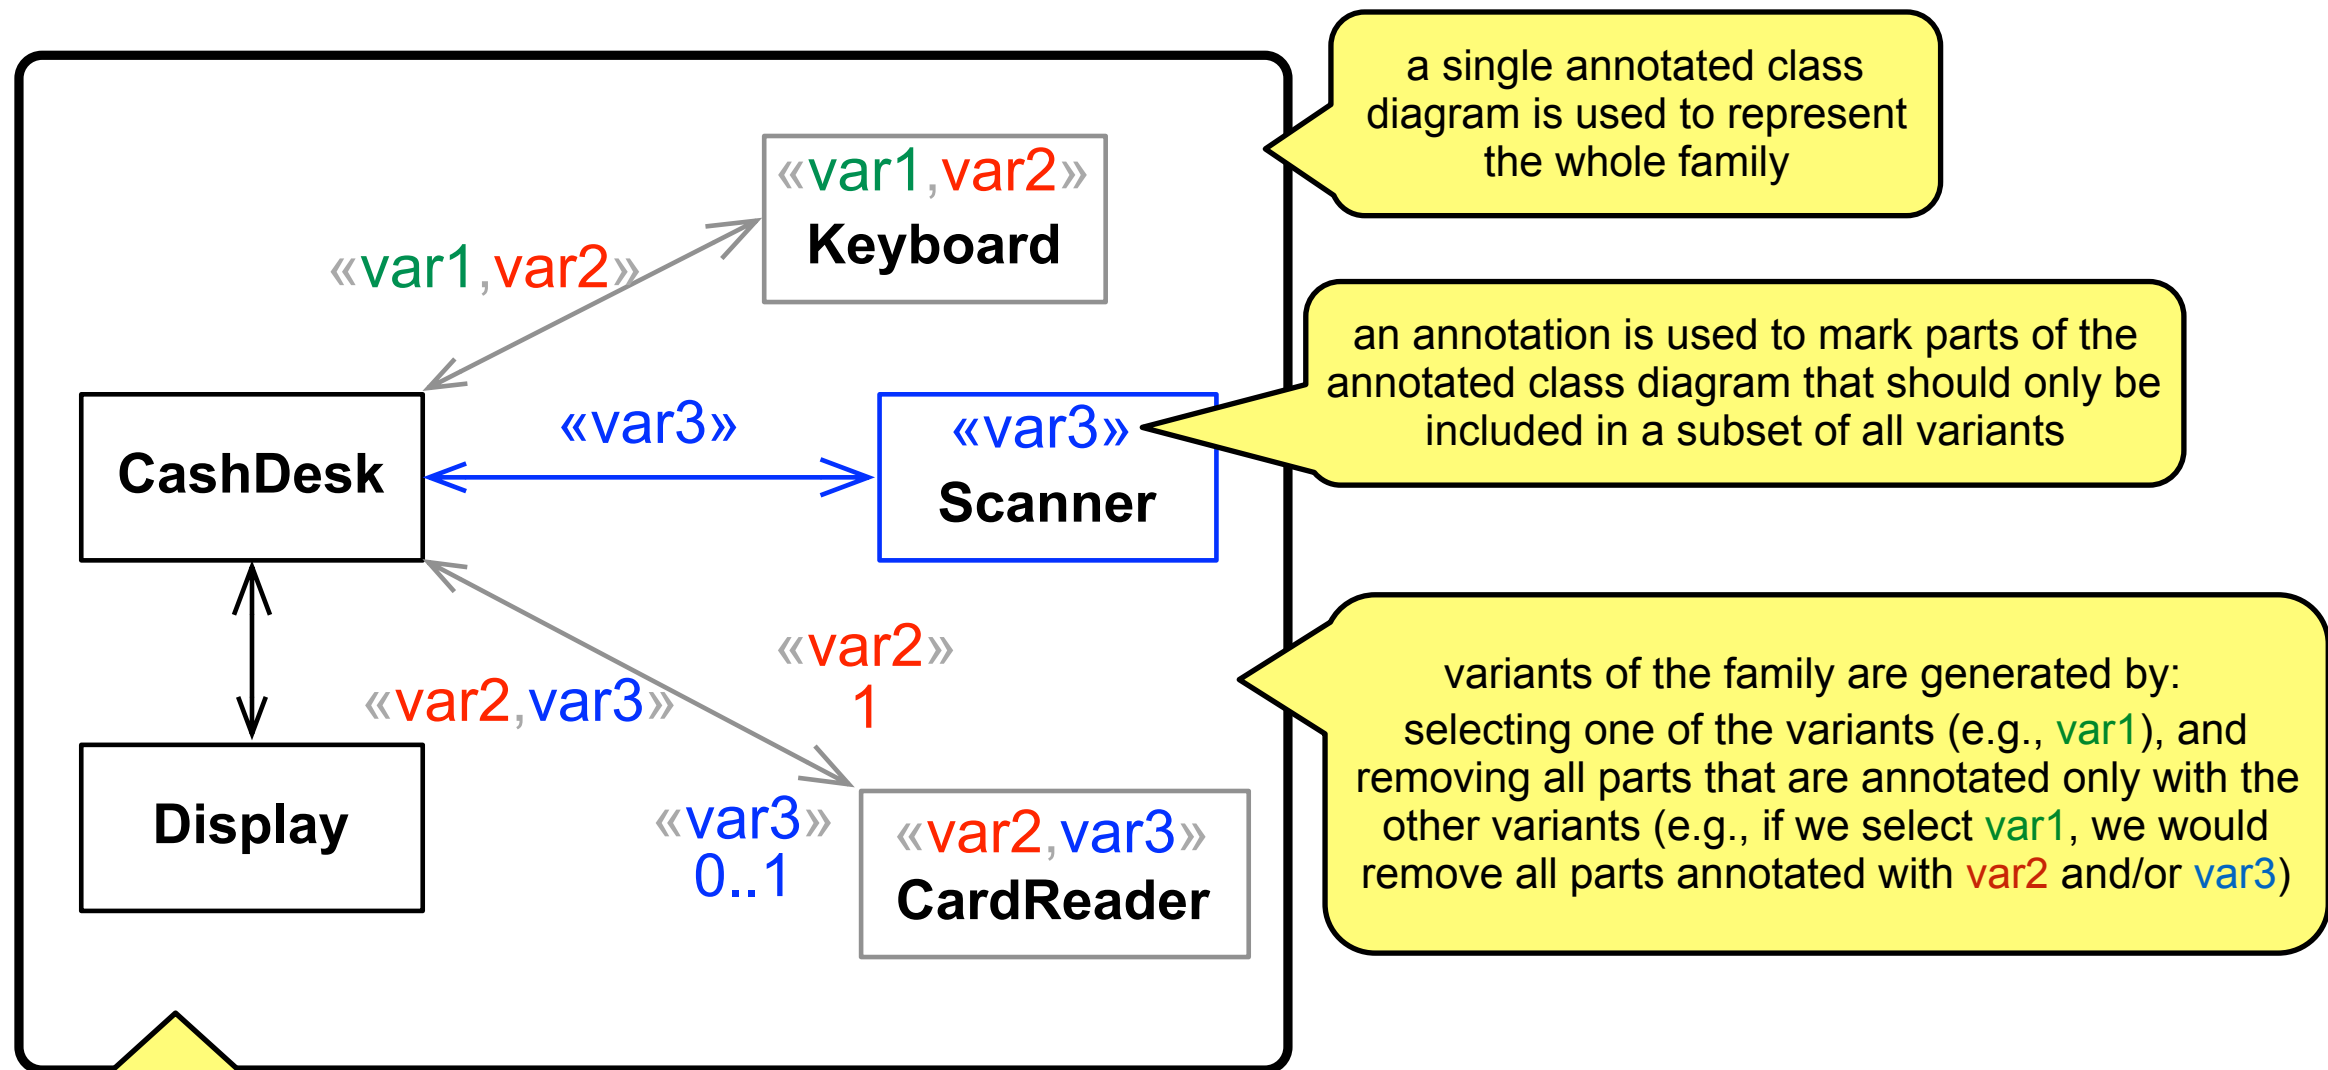 «var1,var2»
Keyboard
«var1,var2»
«var3»
«var3»
Scanner
CashDesk
«var2»
1
«var2,var3»
Display
«var3»
0..1
«var2,var3»
CardReader
a single annotated class
diagram is used to represent
the whole family
an annotation is used to mark parts of the
annotated class diagram that should only be
included in a subset of all variants
variants of the family are generated by:
selecting one of the variants (e.g., var1), and
removing all parts that are annotated only with the
other variants (e.g., if we select var1, we would
remove all parts annotated with var2 and/or var3)